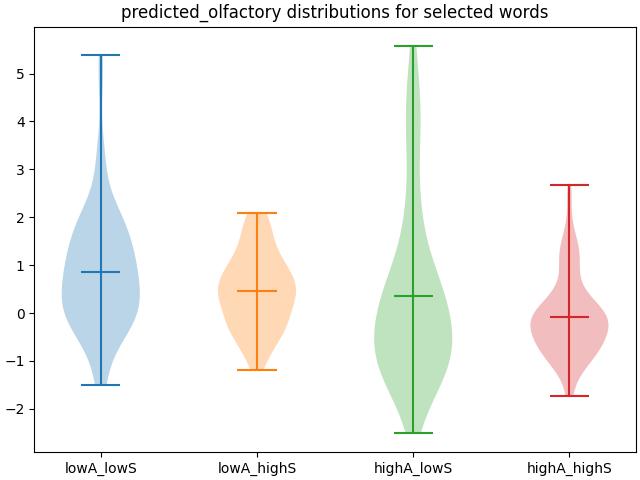 predicted_olfactory distributions for selected words
5
4
3
2
1
0
−1
−2
lowA_lowS
lowA_highS
highA_lowS
highA_highS